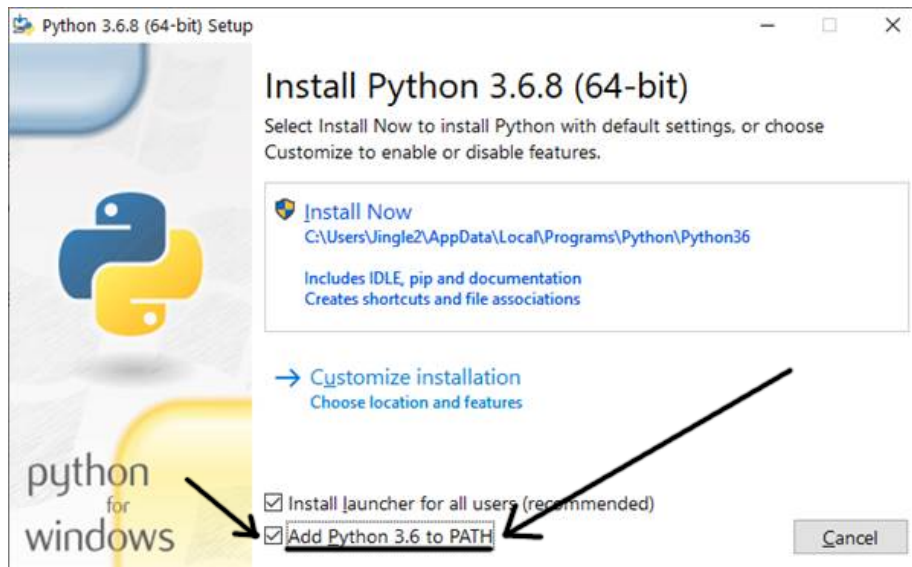 Python 3.6.8 (64-bit) Setup
Install Python 3.6.8 (64-bit)
Select Install Now to install Python with default settings, or choose
Customize to enable or disable features.
Install Now
C:\Users\Jingle2\AppData\Local\Programs\Python\Python36
Includes IDLE, pip and documentation
Creates shortcuts and file associations
Customize installation
Choose location and features
python
for
windows
Install launcher for all users (recommended)
Add Python 3.6 to PATH
Cancel